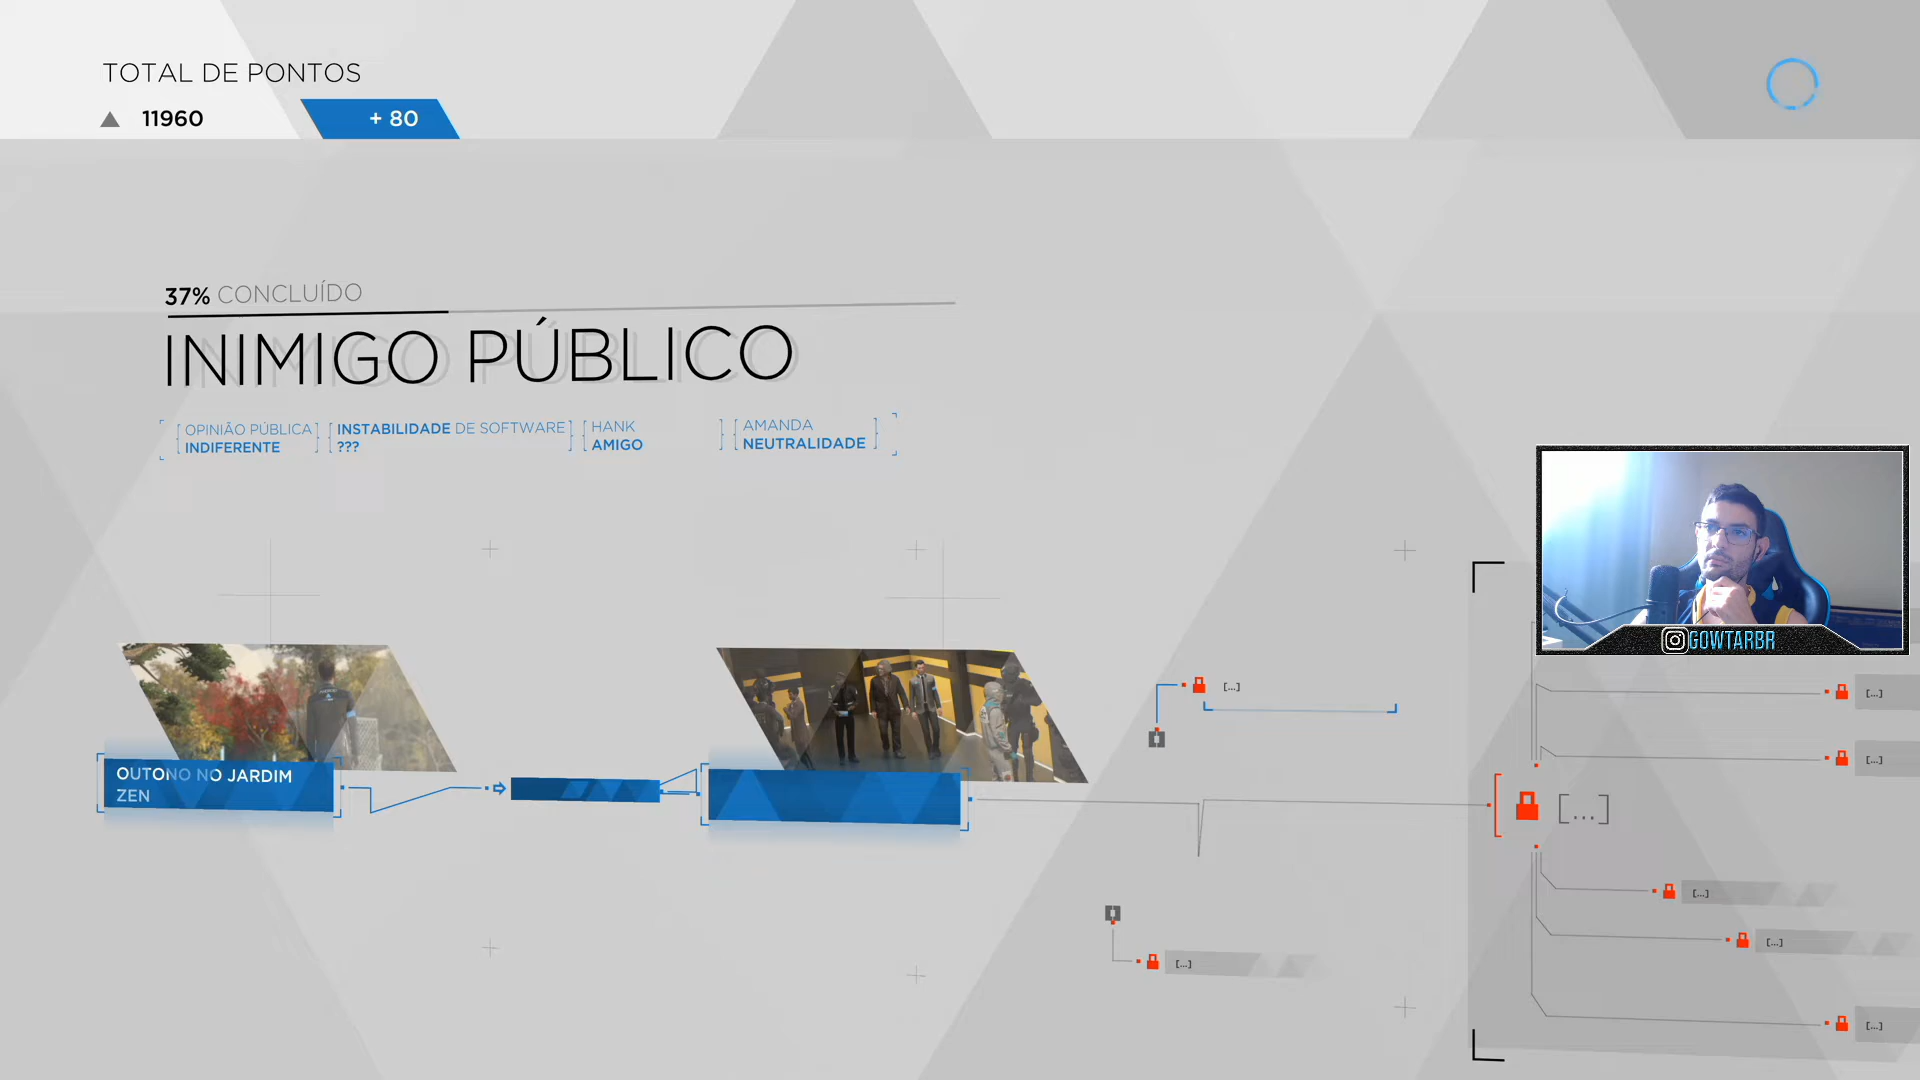 TOTAL DE PONTOS
11960
+ 80
37% CONCLUÍDO
INIMIGO PÚBLICO
OPINIÃO PÚBLICA
INDIFERENTE
INSTABILIDADE DE SOFTWARE
???
HANK
AMIGO
AMANDA
NEUTRALIDADE
GOWTARBR
[...]
[...]
[...]
OUTONO NO JARDIM
ZEN
[...]
[...]
[...]
[...]
[...]